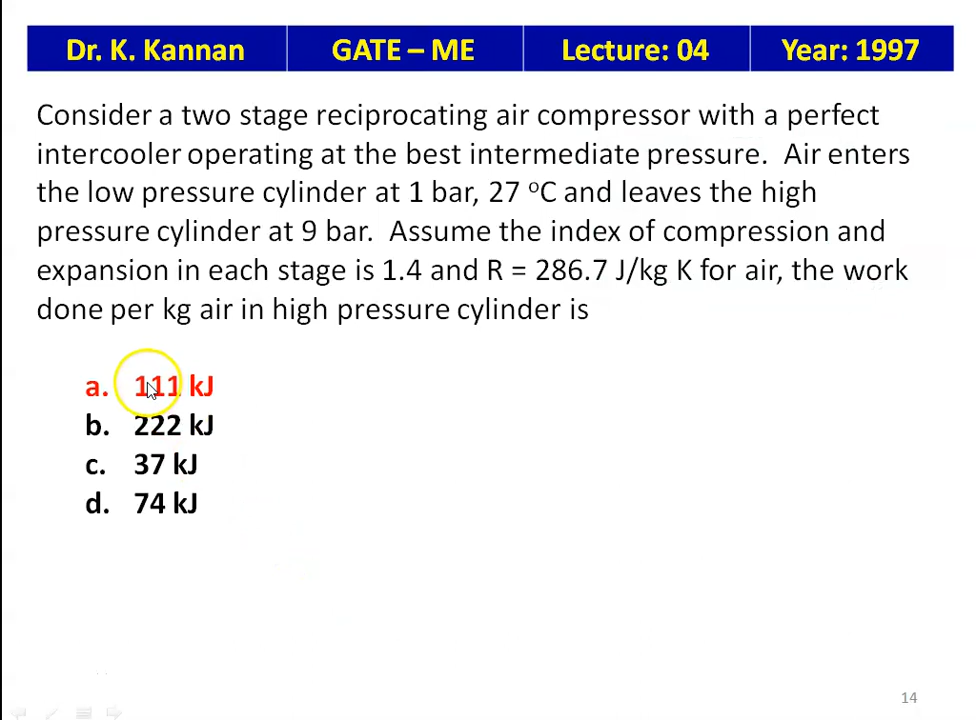 Dr. K. Kannan GATE – ME Lecture: 04 Year: 1997
Consider a two stage reciprocating air compressor with a perfect
intercooler operating at the best intermediate pressure. Air enters
the low pressure cylinder at 1 bar, 27 °C and leaves the high
pressure cylinder at 9 bar. Assume the index of compression and
expansion in each stage is 1.4 and R = 286.7 J/kg K for air, the work
done per kg air in high pressure cylinder is
a. 111 kJ
b. 222 kJ
c. 37 kJ
d. 74 kJ
14